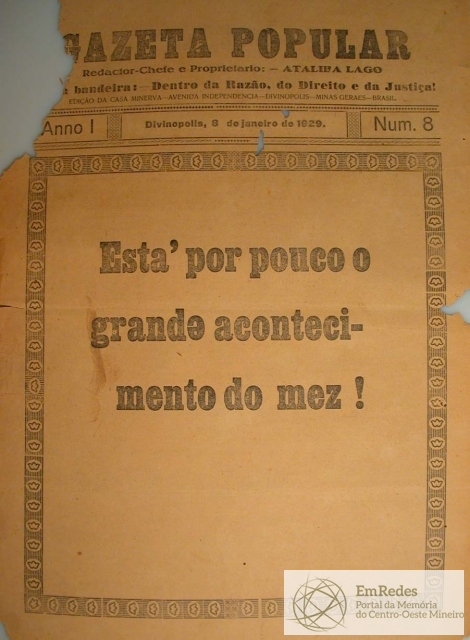 GAZETA POPULAR
Redactor-Chefe e Proprietario: — ATALIBA LAGO
bandeira: — Dentro da Razão, do Direito e da Justiça!
EDIÇÃO DA CASA MINERVA—AVENIDA INDEPENDENCIA—DIVINOPOLIS—MINAS GERAES—BRASIL
Anno I
Divinopolis, 6 de janeiro de 1929.
Num. 8
Esta' por pouco o
grande aconteci-
mento do mez !
EmRedes
Portal da Memória
do Centro-Oeste Mineiro